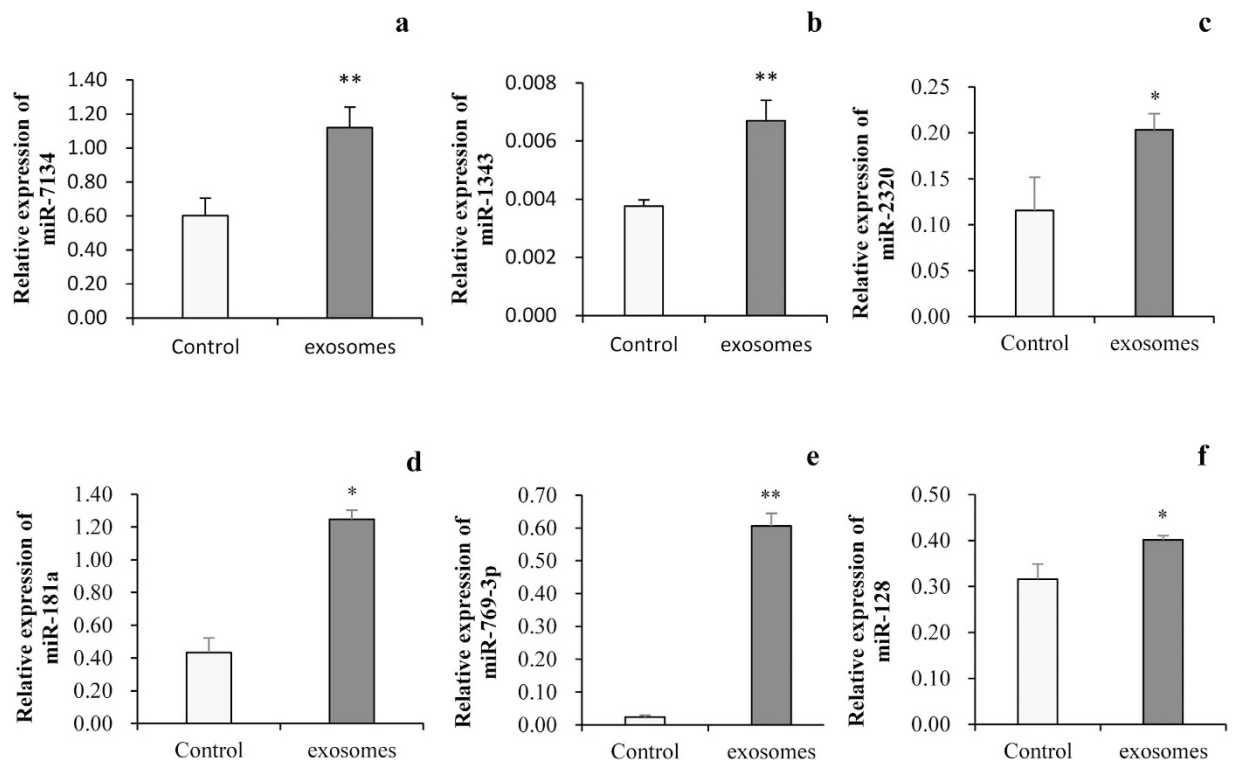 a
Relative expression of
miR-7134
1.40
1.20
1.00
0.80
0.60
0.40
0.20
0.00
**
Control
exosomes
b
Relative expression of
miR-1343
0.008
0.006
0.004
0.002
0.000
**
Control
exosomes
c
Relative expression of
miR-2320
0.25
0.20
0.15
0.10
0.05
0.00
*
Control
exosomes
d
Relative expression of
miR-181a
1.40
1.20
1.00
0.80
0.60
0.40
0.20
0.00
*
Control
exosomes
e
Relative expression of
miR-769-3p
0.70
0.60
0.50
0.40
0.30
0.20
0.10
0.00
**
Control
exosomes
f
Relative expression of
miR-128
0.50
0.40
0.30
0.20
0.10
0.00
*
Control
exosomes